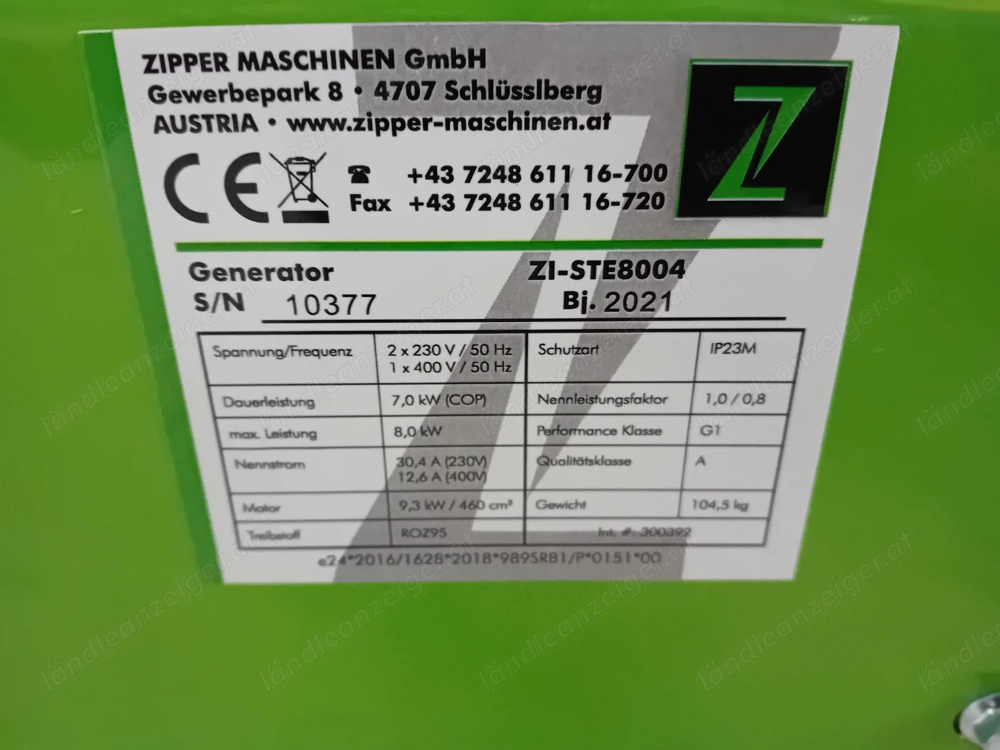 ZIPPER MASCHINEN GmbH
Gewerbepark 8 • 4707 Schlüsslberg
AUSTRIA • www.zipper-maschinen.at
CE
☎ +43 7248 611 16-700
Fax +43 7248 611 16-720
Z
Generator ZI-STE8004
S/N 10377 Bj. 2021
Spannung/Frequenz 2 x 230 V / 50 Hz Schutzart IP23M
1 x 400 V / 50 Hz
Dauerleistung 7,0 kW (COP) Nennleistungsfaktor 1,0 / 0,8
max. Leistung 8,0 kW Performance Klasse G1
Nennstrom 30,4 A (230V) Qualitätsklasse A
12,6 A (400V)
Motor 9,3 kW / 460 cm³ Gewicht 104,5 kg
Treibstoff ROZ95 Int. #: 300392
e24*2016/1628*2018*989SRB1/P*0151*00
ländleanzeiger.at